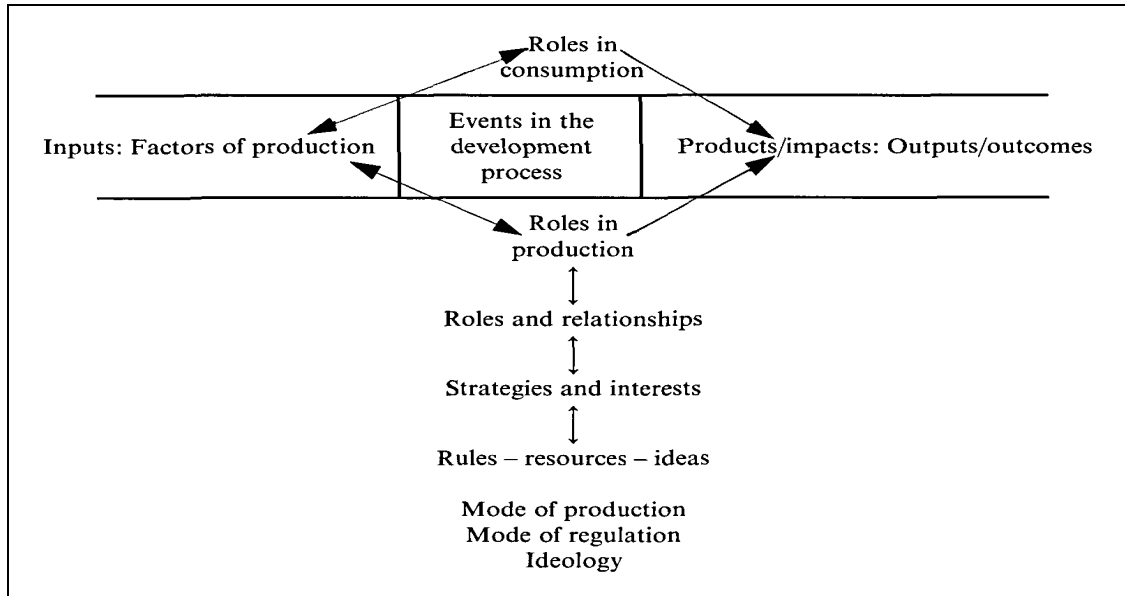 Roles in
consumption
Inputs: Factors of production
Events in the
development
process
Products/impacts: Outputs/outcomes
Roles in
production
Roles and relationships
Strategies and interests
Rules – resources – ideas
Mode of production
Mode of regulation
Ideology